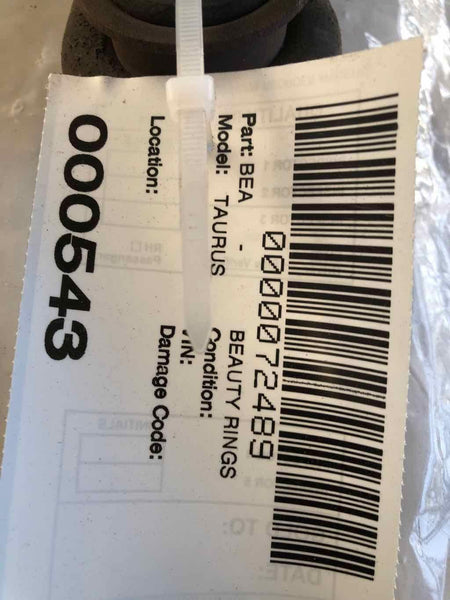 0000072489
Part: BEA - BEAUTY RINGS
Model: TAURUS Condition:
VIN:
Location: Damage Code:
000543